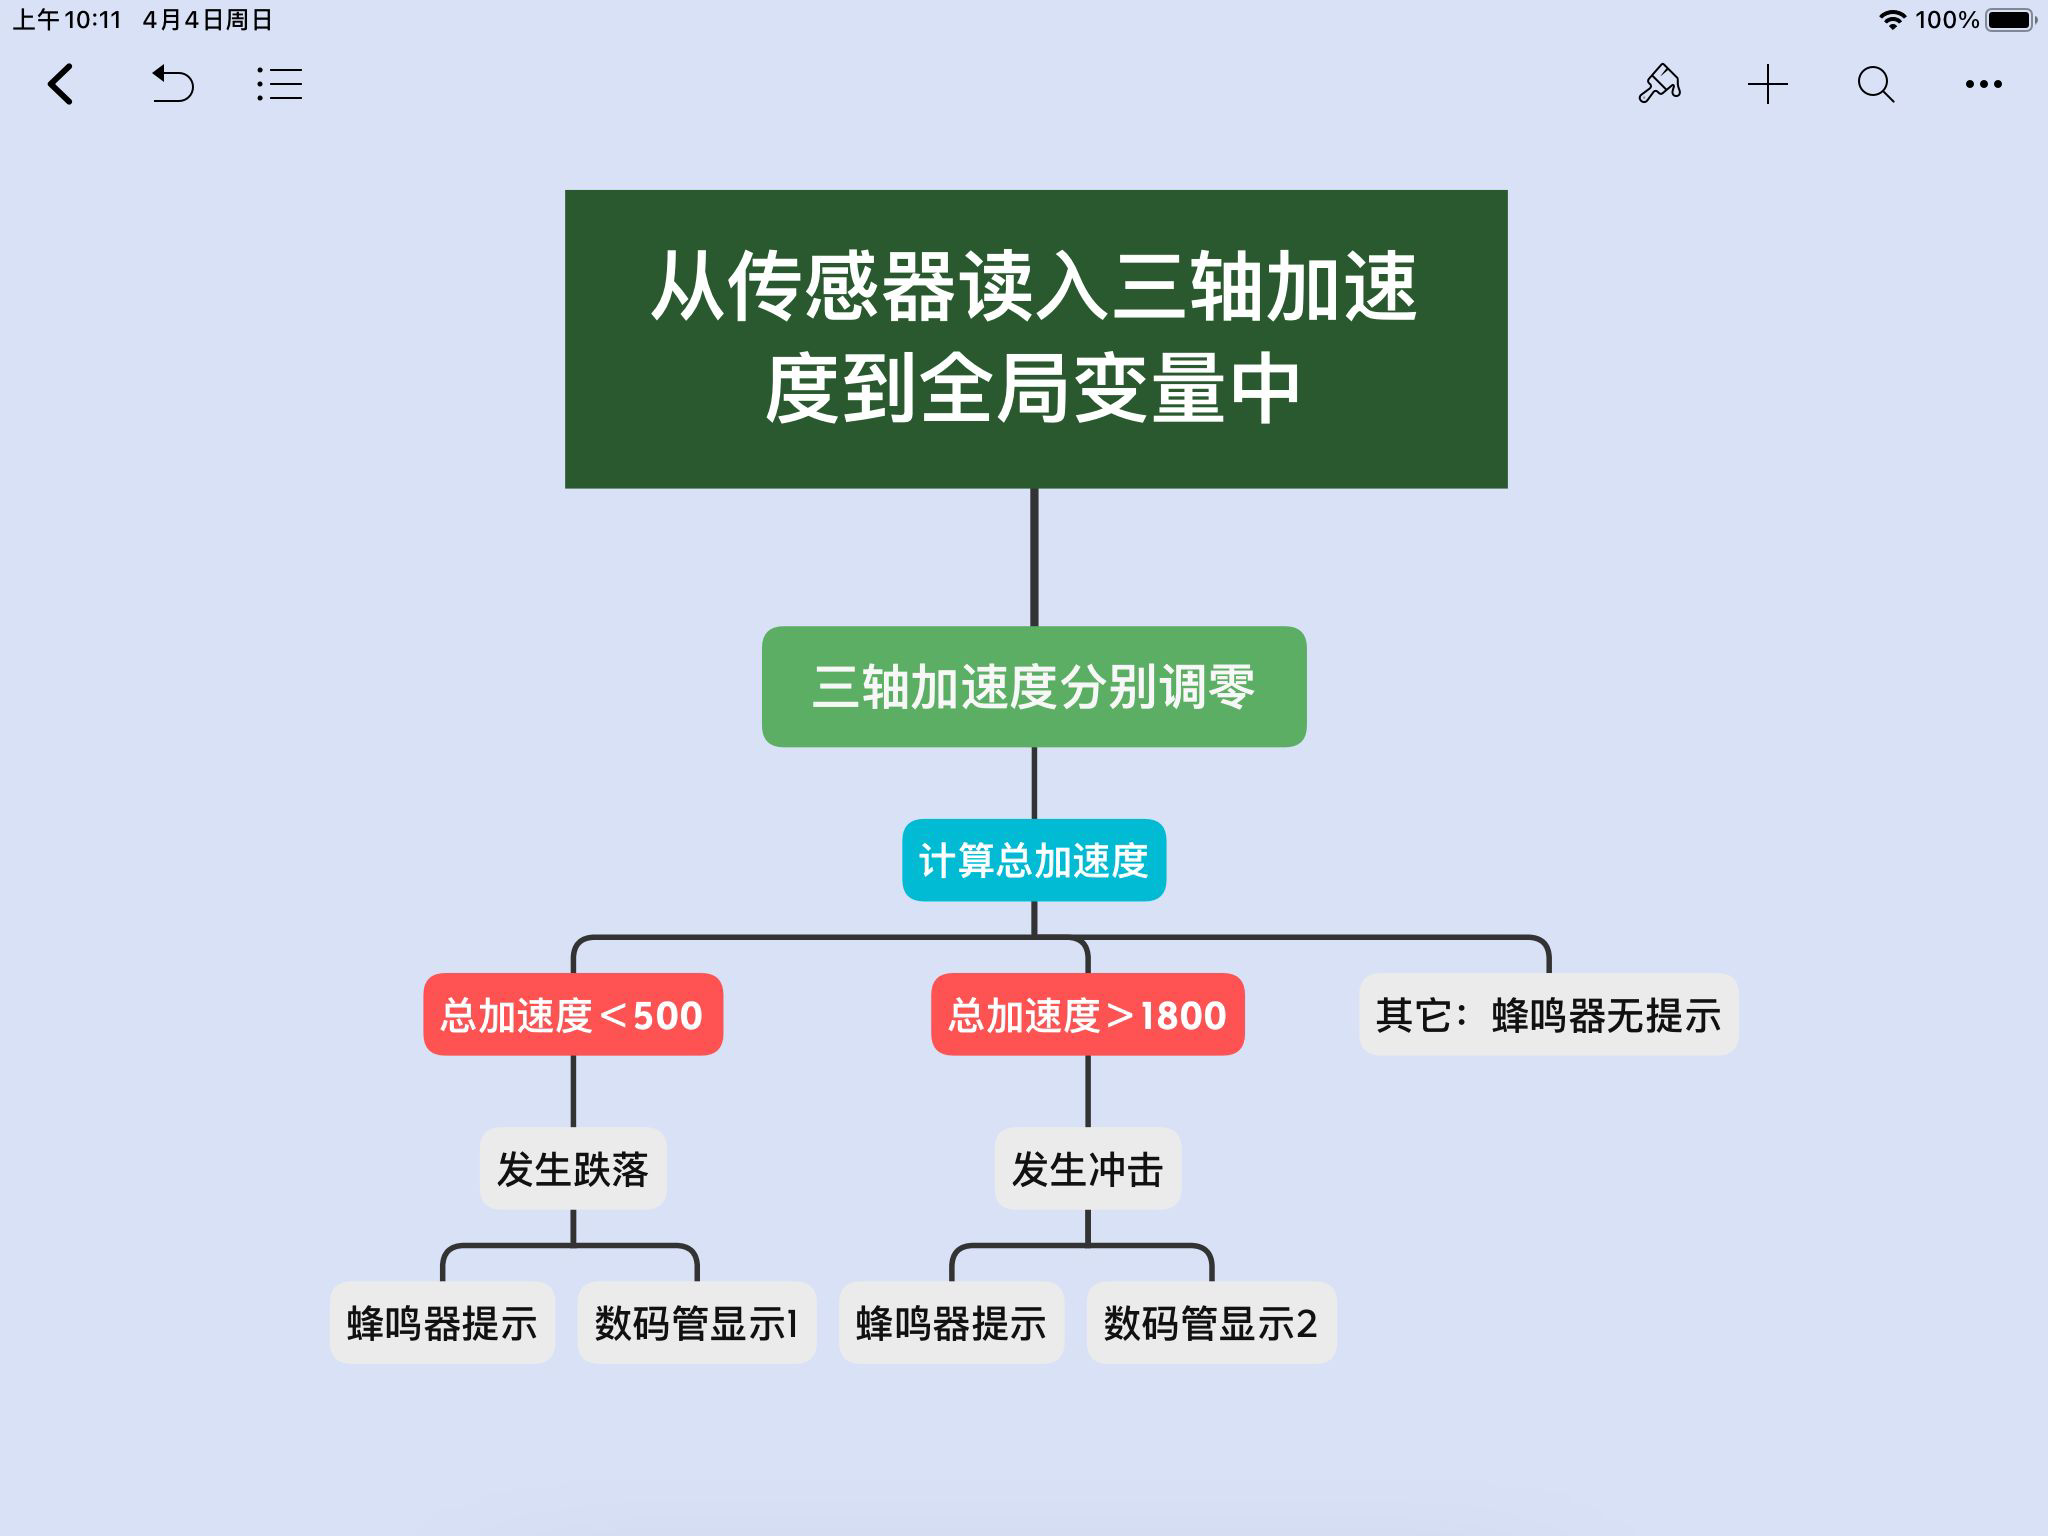 上午10:11 4月4日周日 100%
从传感器读入三轴加速
度到全局变量中
三轴加速度分别调零
计算总加速度
总加速度<500
总加速度>1800
其它：蜂鸣器无提示
发生跌落
发生冲击
蜂鸣器提示
数码管显示1
蜂鸣器提示
数码管显示2